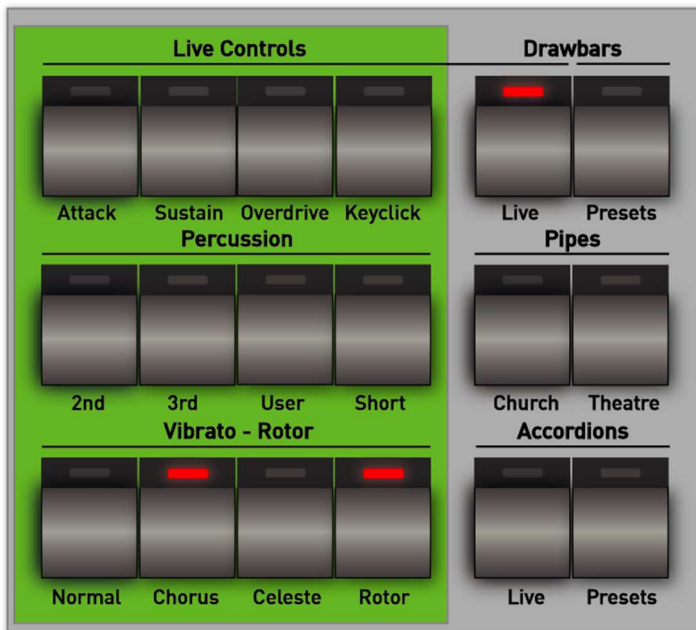 Live Controls Drawbars
Attack Sustain Overdrive Keyclick Live Presets
Percussion Pipes
2nd 3rd User Short Church Theatre
Vibrato - Rotor Accordions
Normal Chorus Celeste Rotor Live Presets